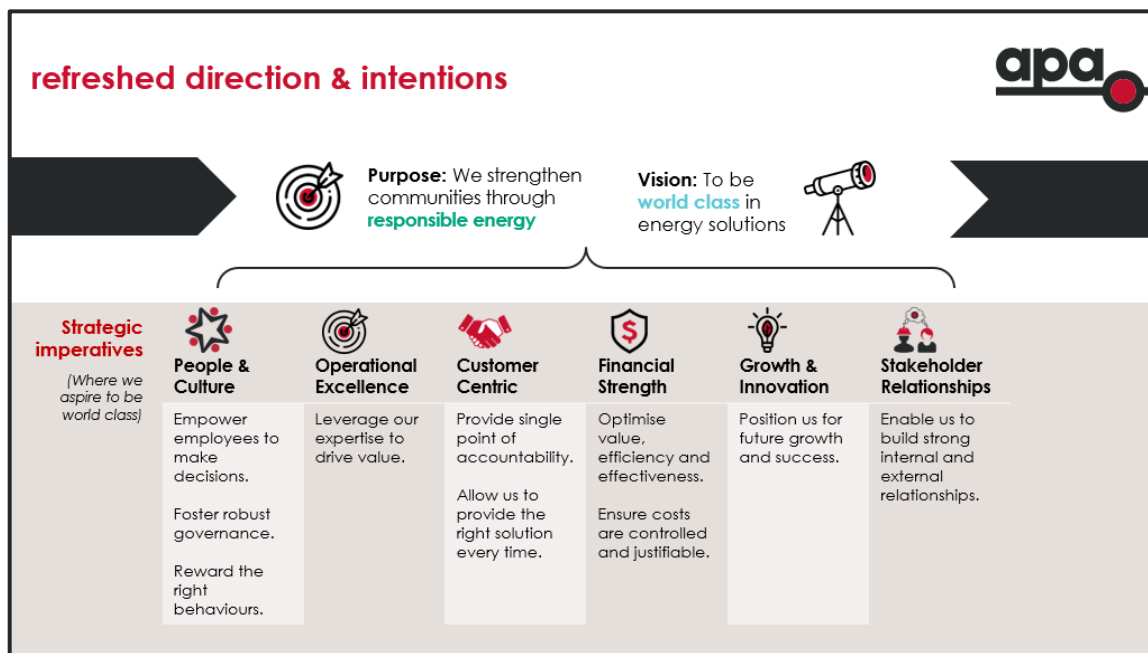 refreshed direction & intentions
apa
Purpose: We strengthen
communities through
responsible energy
Vision: To be
world class in
energy solutions
Strategic
imperatives
(Where we
aspire to be
world class)
People &
Culture
Empower
employees to
make
decisions.
Foster robust
governance.
Reward the
right
behaviours.
Operational
Excellence
Leverage our
expertise to
drive value.
Customer
Centric
Provide single
point of
accountability.
Allow us to
provide the
right solution
every time.
$
Financial
Strength
Optimise
value,
efficiency and
effectiveness.
Ensure costs
are controlled
and justifiable.
Growth &
Innovation
Position us for
future growth
and success.
Stakeholder
Relationships
Enable us to
build strong
internal and
external
relationships.